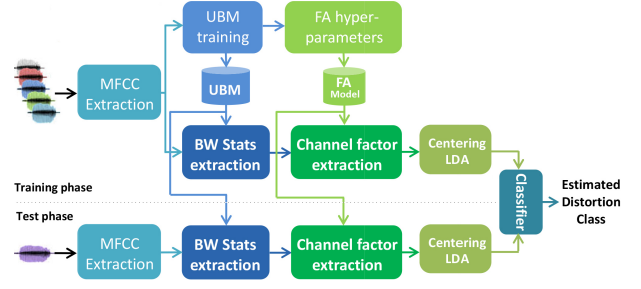 UBM
training
FA hyper-
parameters
MFCC
Extraction
UBM
FA
Model
BW Stats
extraction
Channel factor
extraction
Centering
LDA
Training phase
Classifier
Estimated
Distortion
Class
Test phase
MFCC
Extraction
BW Stats
extraction
Channel factor
extraction
Centering
LDA